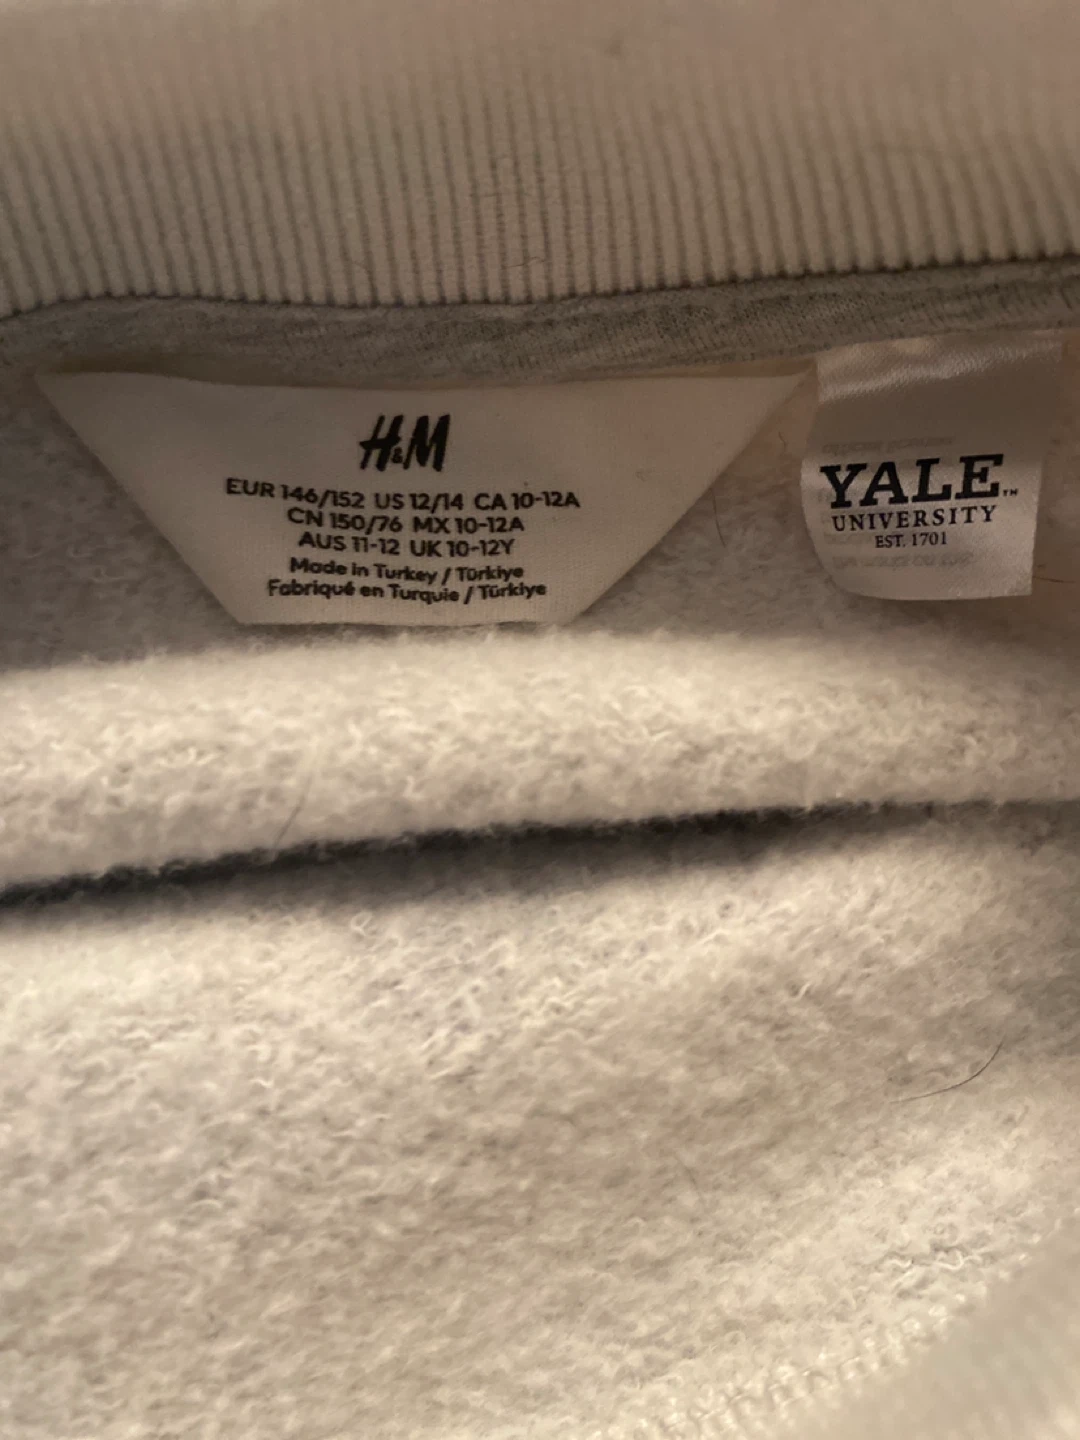 H&M
EUR 146/152 US 12/14 CA 10-12A
CN 150/76 MX 10-12A
AUS 11-12 UK 10-12Y
Made in Turkey / Türkiye
Fabriqué en Turquie / Türkiye
YALE™
UNIVERSITY
EST. 1701